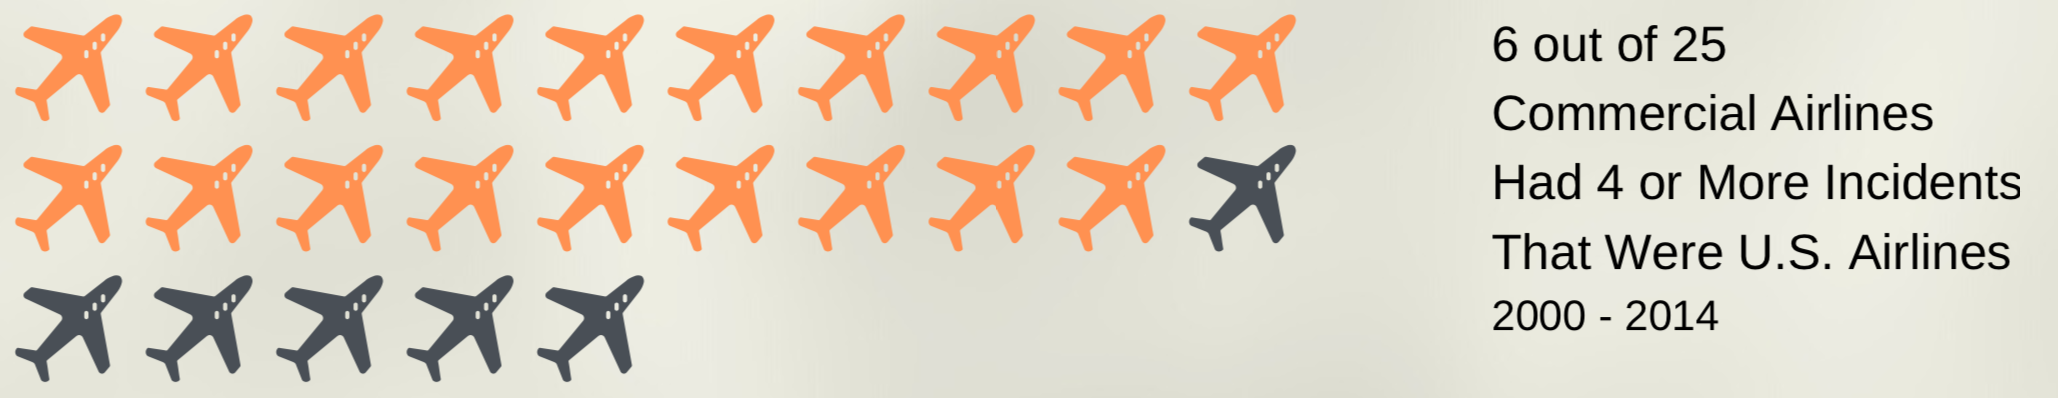 6 out of 25
Commercial Airlines
Had 4 or More Incidents
That Were U.S. Airlines
2000 - 2014